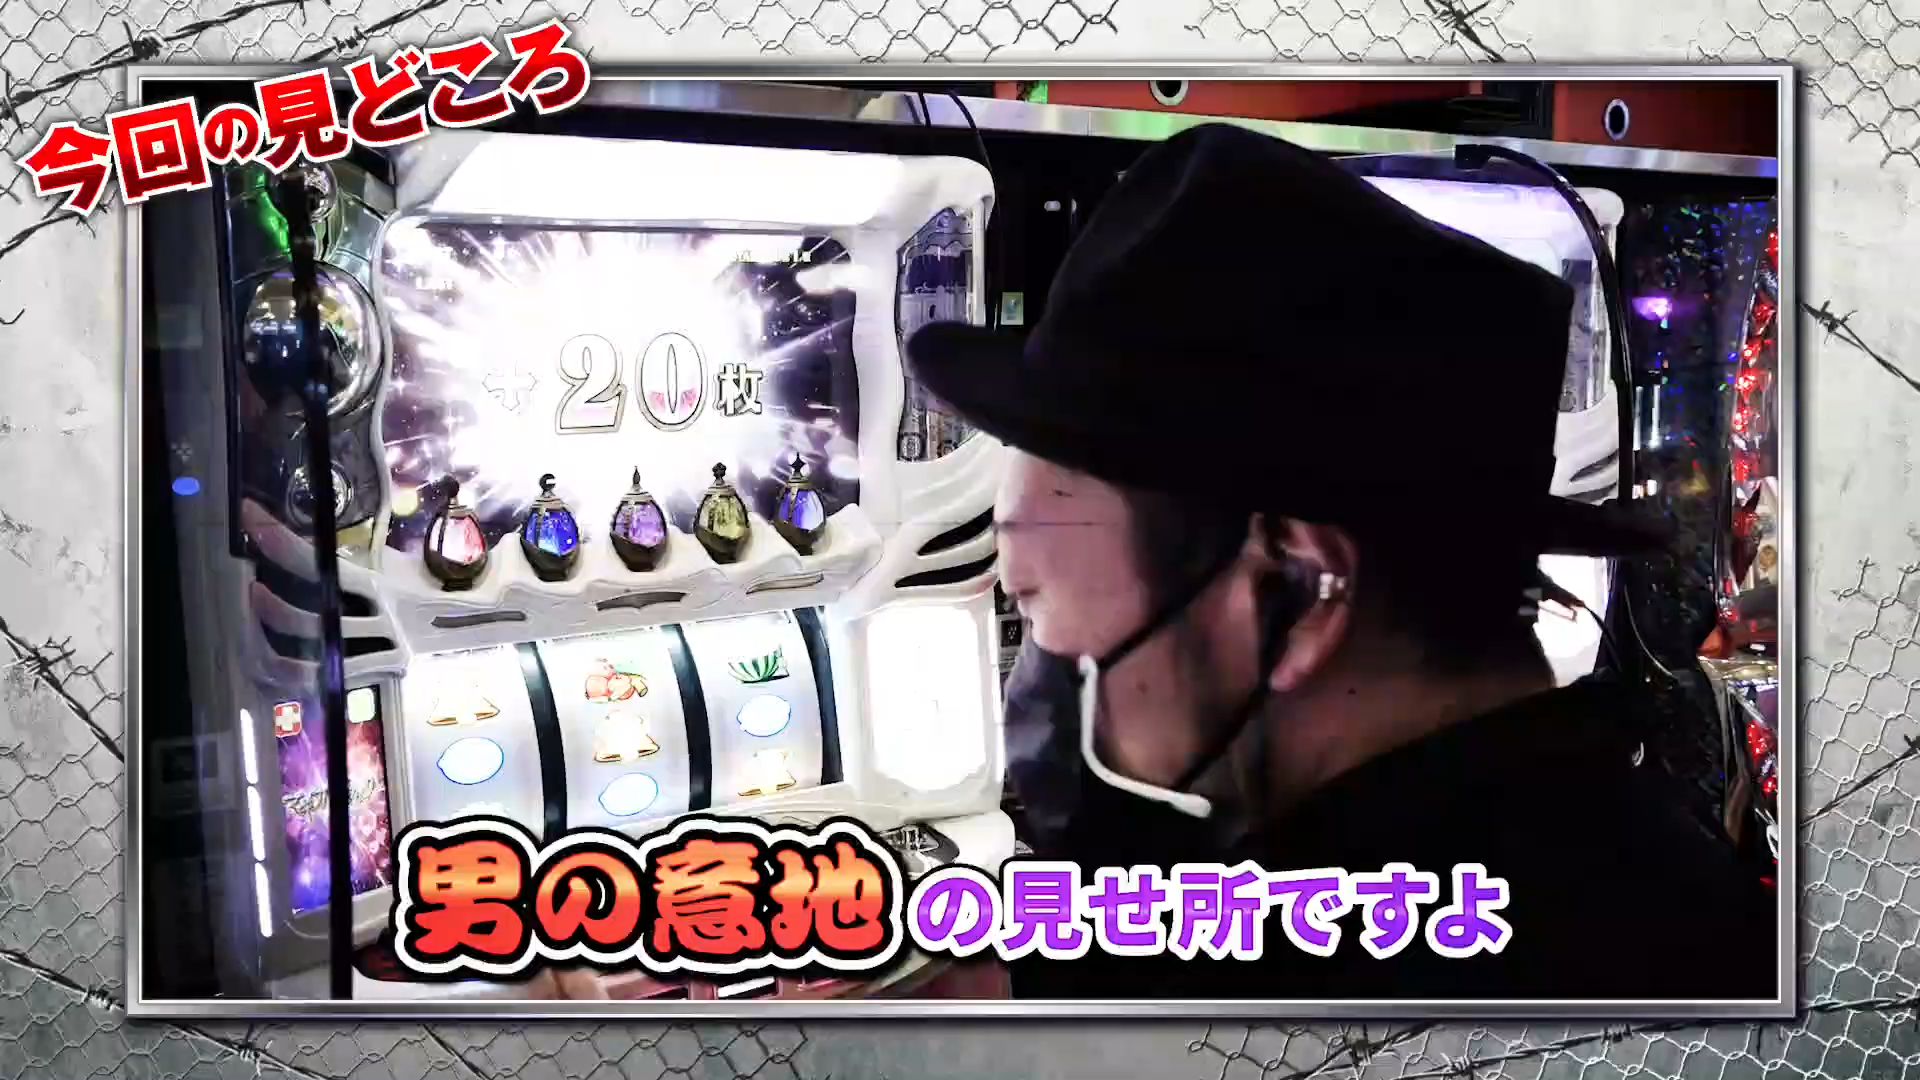 今回の見どころ
+20枚
男の意地の見せ所ですよ